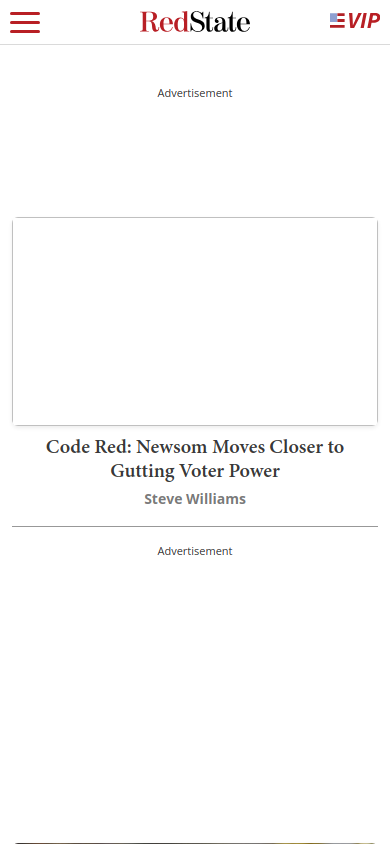 RedState
VIP
Advertisement
Code Red: Newsom Moves Closer to
Gutting Voter Power
Steve Williams
Advertisement